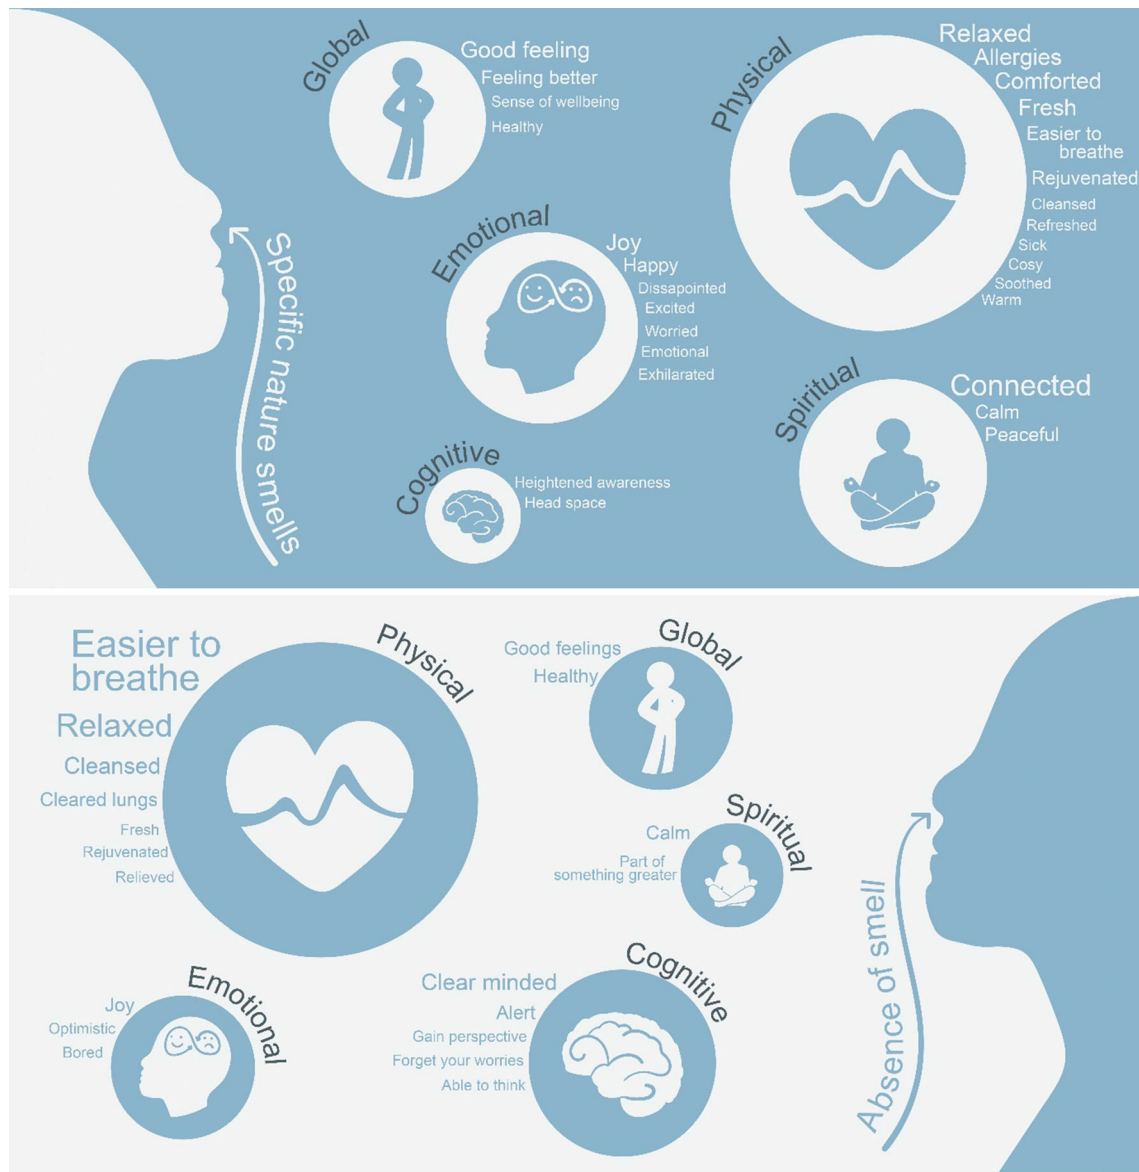 Global
Good feeling
Feeling better
Sense of wellbeing
Healthy
Physical
Relaxed
Allergies
Comforted
Fresh
Easier to
breathe
Rejuvenated
Cleansed
Refreshed
Sick
Cosy
Soothed
Warm
Emotional
Joy
Happy
Dissapointed
Excited
Worried
Emotional
Exhilarated
Specific nature smells
Spiritual
Connected
Calm
Peaceful
Cognitive
Heightened awareness
Head space
Physical
Easier to
breathe
Relaxed
Cleansed
Cleared lungs
Fresh
Rejuvenated
Relieved
Global
Good feelings
Healthy
Spiritual
Calm
Part of
something greater
Emotional
Joy
Optimistic
Bored
Cognitive
Clear minded
Alert
Gain perspective
Forget your worries
Able to think
Absence of smell